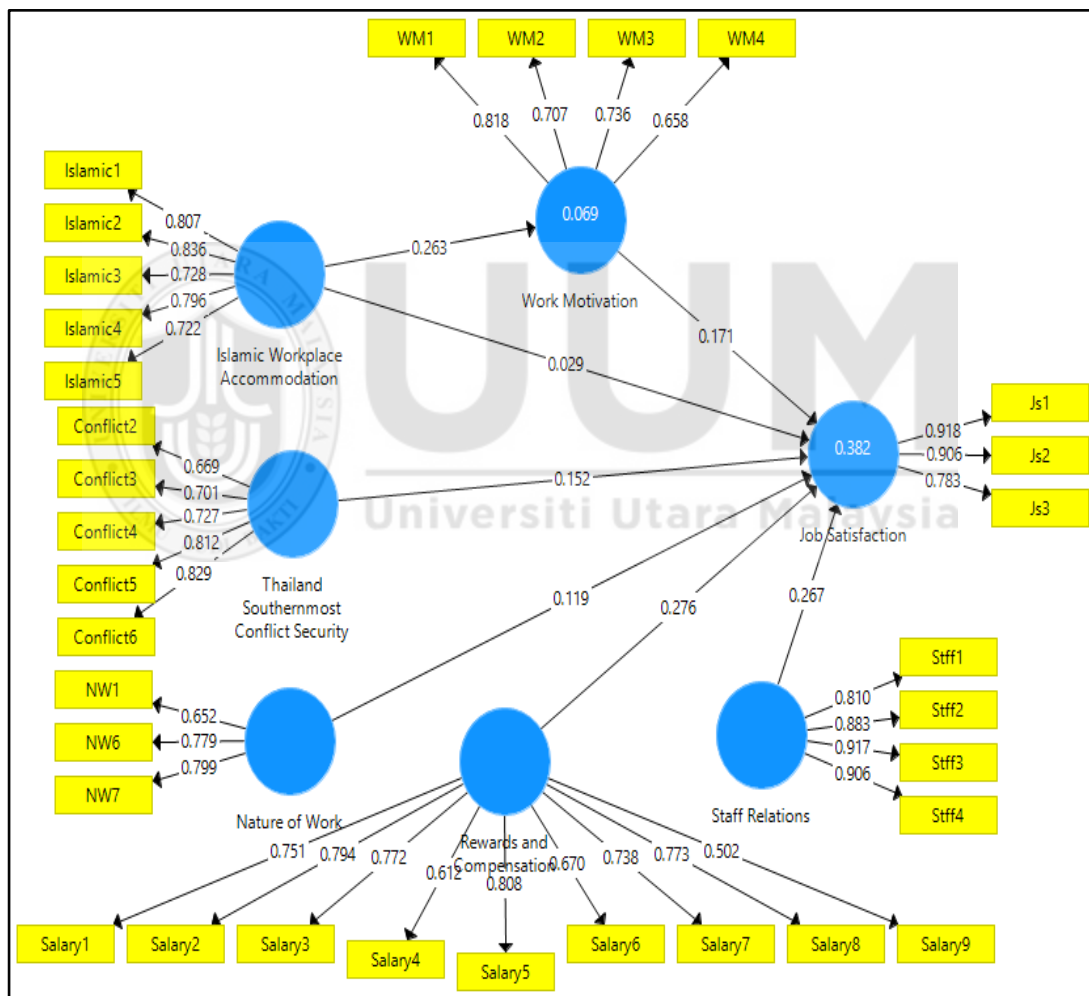 WM1
WM2
WM3
WM4
0.818
0.707
0.736
0.658
0.069
Work Motivation
Islamic1
Islamic2
Islamic3
Islamic4
Islamic5
0.807
0.836
0.728
0.796
0.722
Islamic Workplace
Accommodation
0.263
0.029
0.171
Conflict2
Conflict3
Conflict4
Conflict5
Conflict6
0.669
0.701
0.727
0.812
0.829
Thailand
Southernmost
Conflict Security
0.152
UUM
Universiti Utara Malaysia
UNIVERSITI UTARA MALAYSIA
0.382
Job Satisfaction
0.918
0.906
0.783
Js1
Js2
Js3
NW1
NW6
NW7
0.652
0.779
0.799
Nature of Work
0.119
0.276
0.267
Rewards and
Compensation
Staff Relations
0.810
0.883
0.917
0.906
Stff1
Stff2
Stff3
Stff4
0.751
0.794
0.772
0.612
0.808
0.670
0.738
0.773
0.502
Salary1
Salary2
Salary3
Salary4
Salary5
Salary6
Salary7
Salary8
Salary9